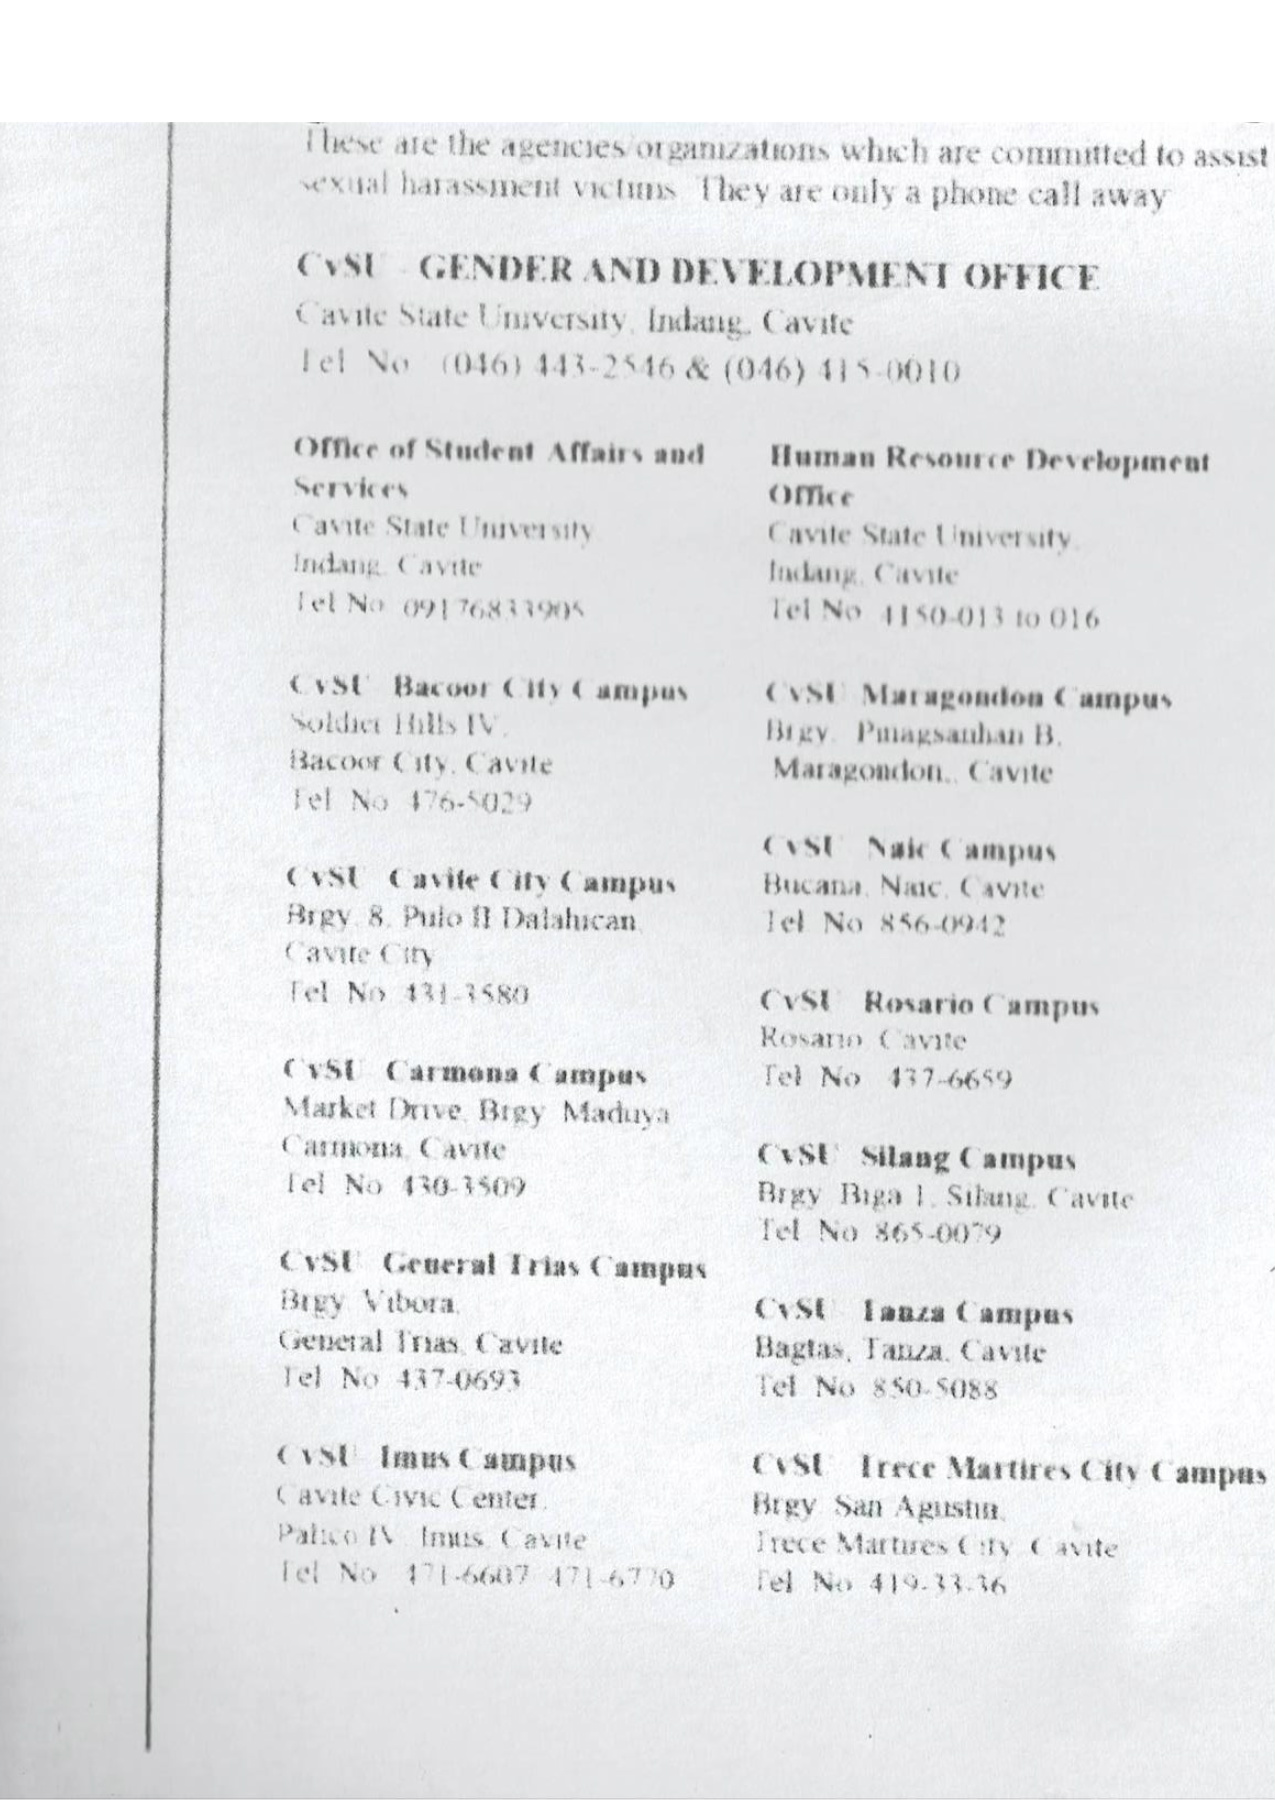 These are the agencies/organizations which are committed to assist
sexual harassment victims. They are only a phone call away
CvSU GENDER AND DEVELOPMENT OFFICE
Cavite State University, Indang, Cavite
Tel No (046) 443-2546 & (046) 415-0010
Office of Student Affairs and
Services
Cavite State University
Indang, Cavite
Tel No 09176833905
CvSU Bacoor City Campus
Soldier Hills IV,
Bacoor City, Cavite
Tel No 476-5029
CvSU Cavite City Campus
Brgy. 8, Pulo II Dalahican,
Cavite City
Tel No 431-3580
CvSU Carmona Campus
Market Drive, Brgy Maduya
Carmona, Cavite
Tel No 430-3509
CvSU General Trias Campus
Brgy Vibora,
General Trias, Cavite
Tel No 437-0693
CvSU Imus Campus
Cavite Civic Center,
Palico IV, Imus, Cavite
Tel No 471-6607 471-6770
Human Resource Development
Office
Cavite State University,
Indang, Cavite
Tel No 4150-013 to 016
CvSU Maragondon Campus
Brgy. Pinagsanhan B,
Maragondon,, Cavite
CvSU Naic Campus
Bucana, Naic, Cavite
Tel No 856-0942
CvSU Rosario Campus
Rosario, Cavite
Tel No 437-6659
CvSU Silang Campus
Brgy Biga 1, Silang, Cavite
Tel No 865-0079
CvSU Tanza Campus
Bagtas, Tanza, Cavite
Tel No 850-5088
CvSU Trece Martires City Campus
Brgy San Agustin,
Trece Martires City, Cavite
Tel No 419-33-36